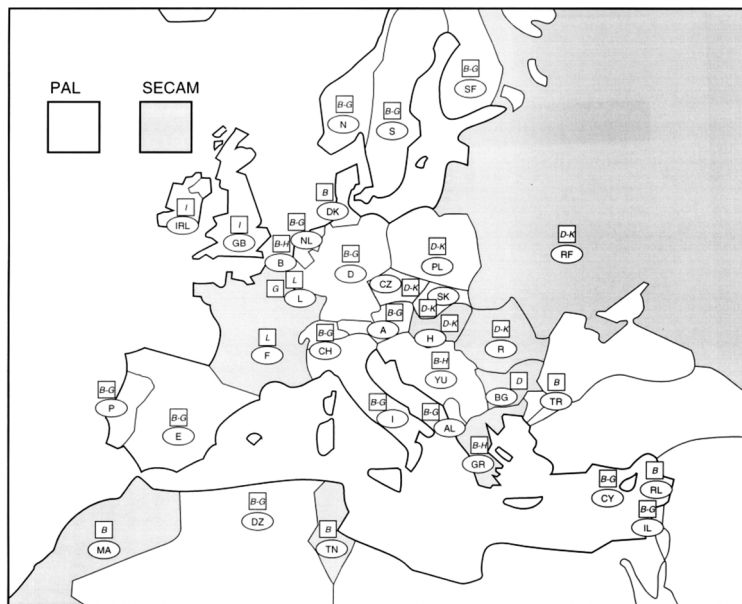 PAL SECAM
B-G
SF
B-G
N
B-G
S
B
DK
I
IRL
I
GB
B-G
NL
B-H
B
B-G
D
D-K
PL
D-K
RF
CZ D-K
SK
G L
L
B-G
A
D-K
H D-K
L
F
B-G
CH
D-K
R
B-H
YU
D
BG
B
TR
B-G
P
B-G
E
B-G
I
B-G
AL
B-H
GR
B-G
CY
B
RL
B-G
IL
B
MA
B-G
DZ
B
TN